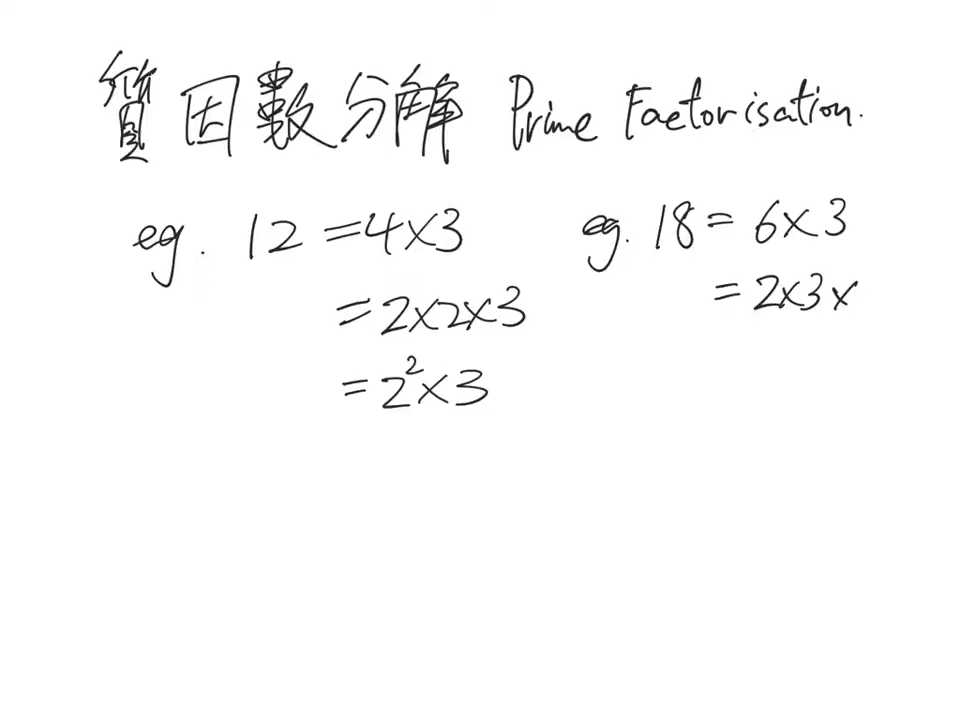 質因數分解 Prime Factorisation.
eg. 12 = 4×3
= 2×2×3
= 2²×3
eg. 18 = 6×3
= 2×3×